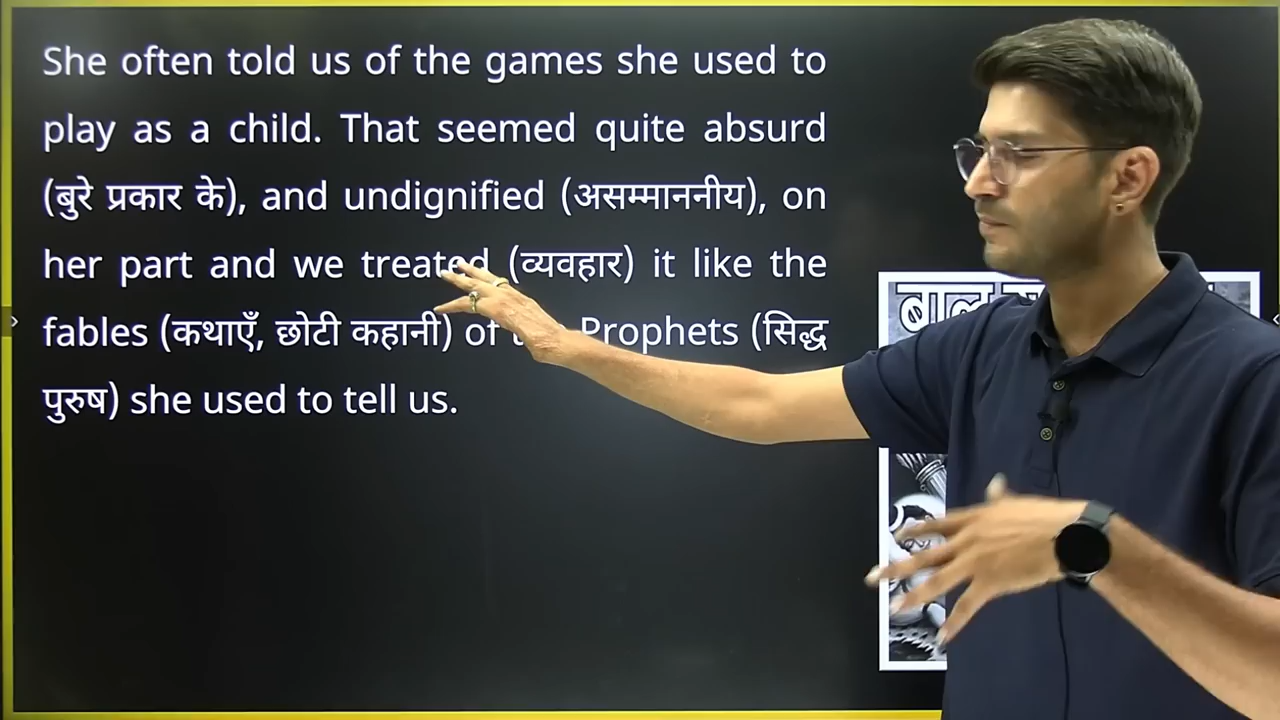 She often told us of the games she used to
play as a child. That seemed quite absurd
(बुरे प्रकार के), and undignified (असम्माननीय), on
her part and we treated (व्यवहार) it like the
fables (कथाएँ, छोटी कहानी) of Prophets (सिद्ध
पुरुष) she used to tell us.
बाल